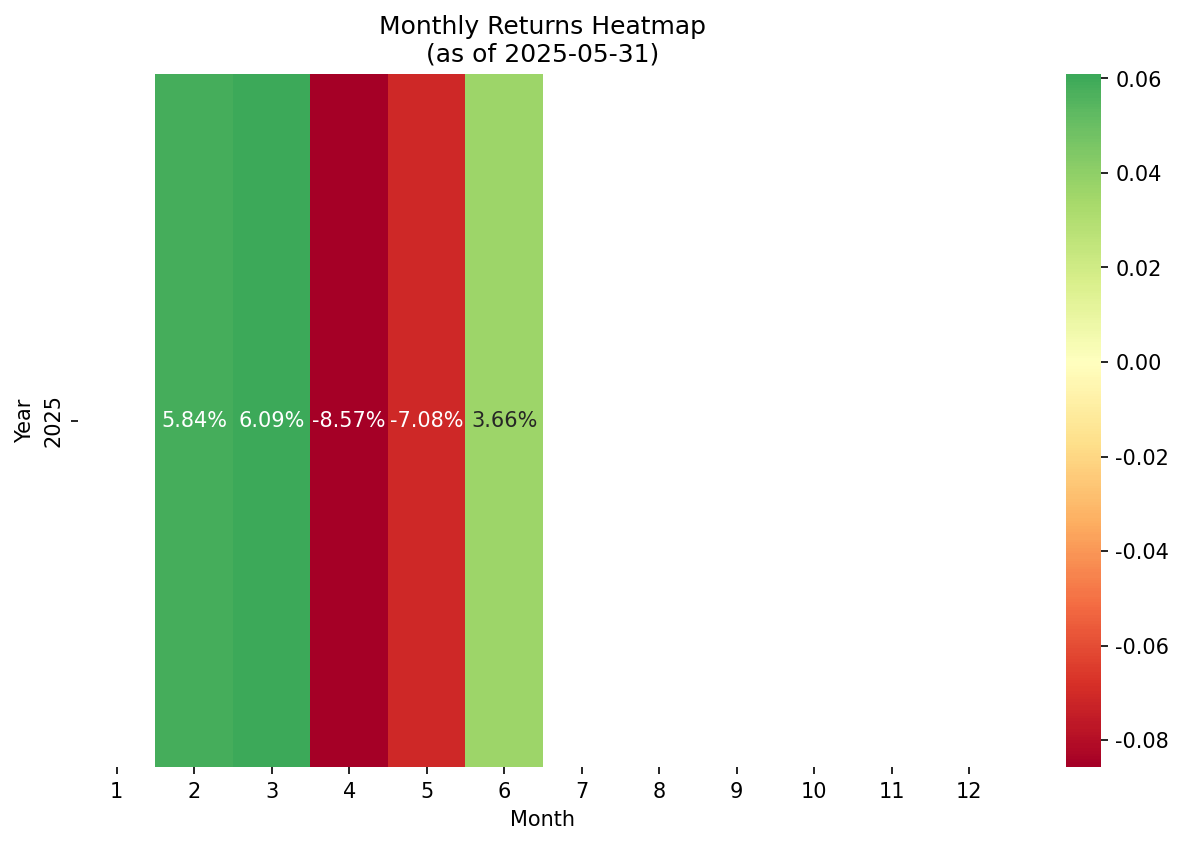 Monthly Returns Heatmap
(as of 2025-05-31)
5.84% 6.09% -8.57% -7.08% 3.66%
Year
2025
1 2 3 4 5 6 7 8 9 10 11 12
Month
0.06
0.04
0.02
0.00
-0.02
-0.04
-0.06
-0.08